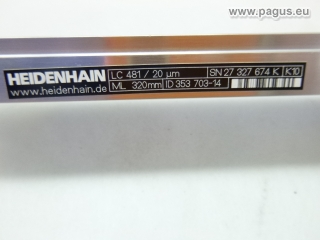 www.pagus.eu
HEIDENHAIN LC 481 / 20 µm SN 27 327 674 K K10
www.heidenhain.de ML 320mm ID 353 703-14